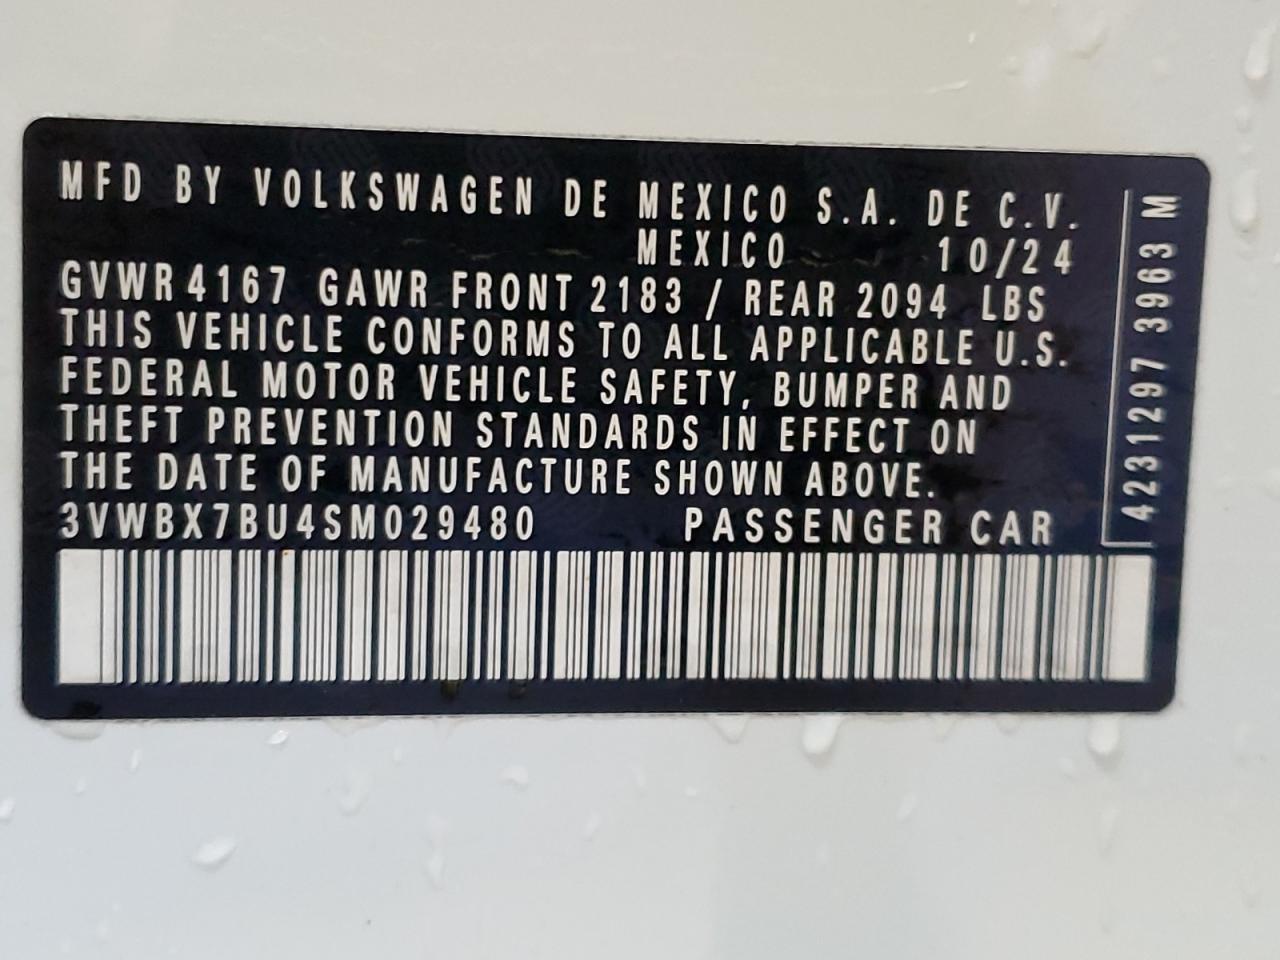 MFD BY VOLKSWAGEN DE MEXICO S.A. DE C.V.
MEXICO 10/24
GVWR 4167 GAWR FRONT 2183 / REAR 2094 LBS
THIS VEHICLE CONFORMS TO ALL APPLICABLE U.S.
FEDERAL MOTOR VEHICLE SAFETY, BUMPER AND
THEFT PREVENTION STANDARDS IN EFFECT ON
THE DATE OF MANUFACTURE SHOWN ABOVE.
3VWBX7BU4SM029480 PASSENGER CAR
4231297 3963 M